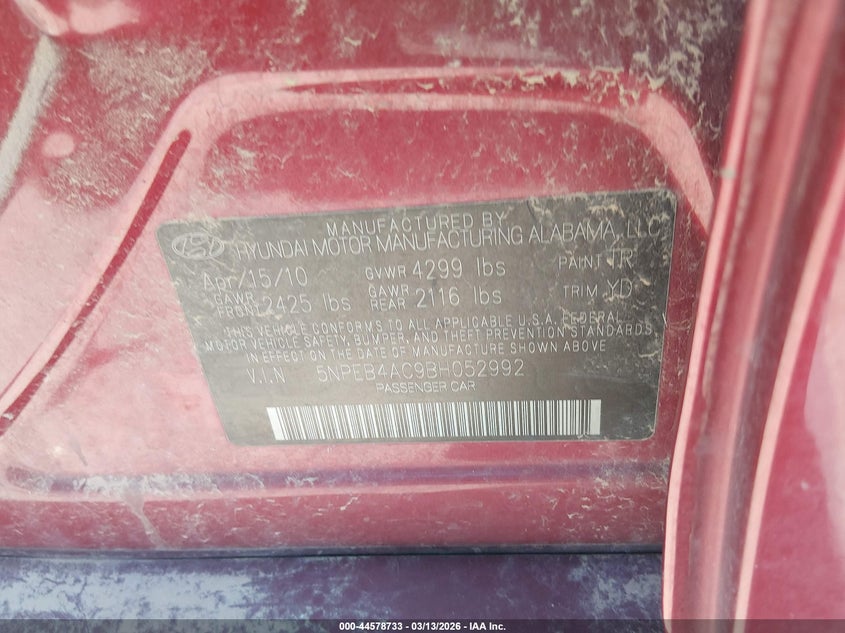 MANUFACTURED BY
HYUNDAI MOTOR MANUFACTURING ALABAMA, LLC
Apr/15/10 GVWR 4299 lbs PAINT TR
GAWR FRONT 2425 lbs GAWR REAR 2116 lbs TRIM YD
THIS VEHICLE CONFORMS TO ALL APPLICABLE U.S.A. FEDERAL
MOTOR VEHICLE SAFETY, BUMPER, AND THEFT PREVENTION STANDARDS
IN EFFECT ON THE DATE OF MANUFACTURE SHOWN ABOVE
V.I.N 5NPEB4AC9BH052992
PASSENGER CAR
000-44578733 — 03/13/2026 — IAA Inc.